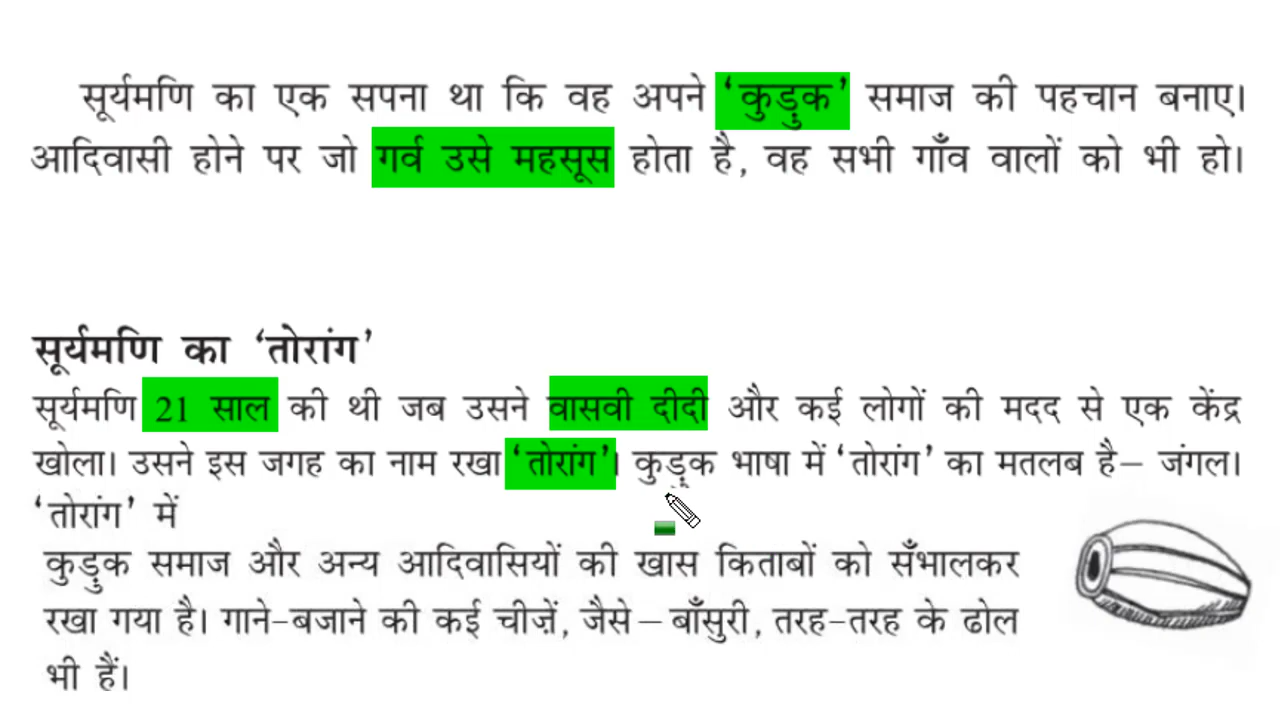 सूर्यमणि का एक सपना था कि वह अपने ‘कुड़ुक’ समाज की पहचान बनाए।
आदिवासी होने पर जो गर्व उसे महसूस होता है, वह सभी गाँव वालों को भी हो।
सूर्यमणि का ‘तोरांग’
सूर्यमणि 21 साल की थी जब उसने वासवी दीदी और कई लोगों की मदद से एक केंद्र
खोला। उसने इस जगह का नाम रखा ‘तोरांग’। कुड़ुक भाषा में ‘तोरांग’ का मतलब है– जंगल।
‘तोरांग’ में
कुड़ुक समाज और अन्य आदिवासियों की खास किताबों को सँभालकर
रखा गया है। गाने-बजाने की कई चीज़ें, जैसे – बाँसुरी, तरह-तरह के ढोल
भी हैं।